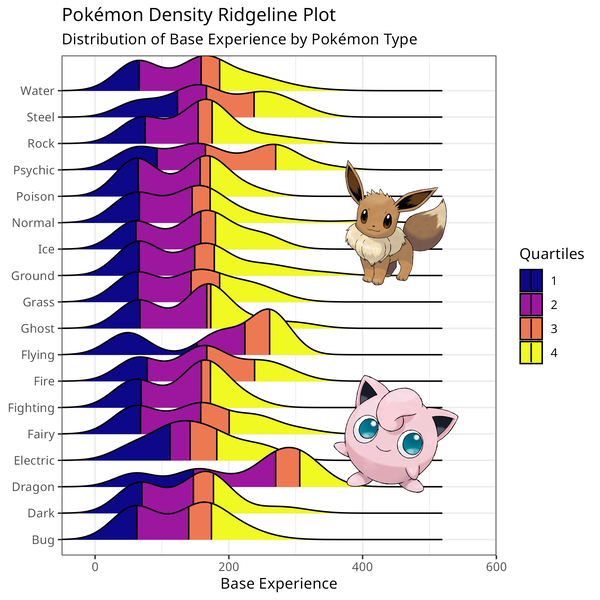 Pokémon Density Ridgeline Plot
Distribution of Base Experience by Pokémon Type
Water
Steel
Rock
Psychic
Poison
Normal
Ice
Ground
Grass
Ghost
Flying
Fire
Fighting
Fairy
Electric
Dragon
Dark
Bug
0 200 400 600
Base Experience
Quartiles
1
2
3
4